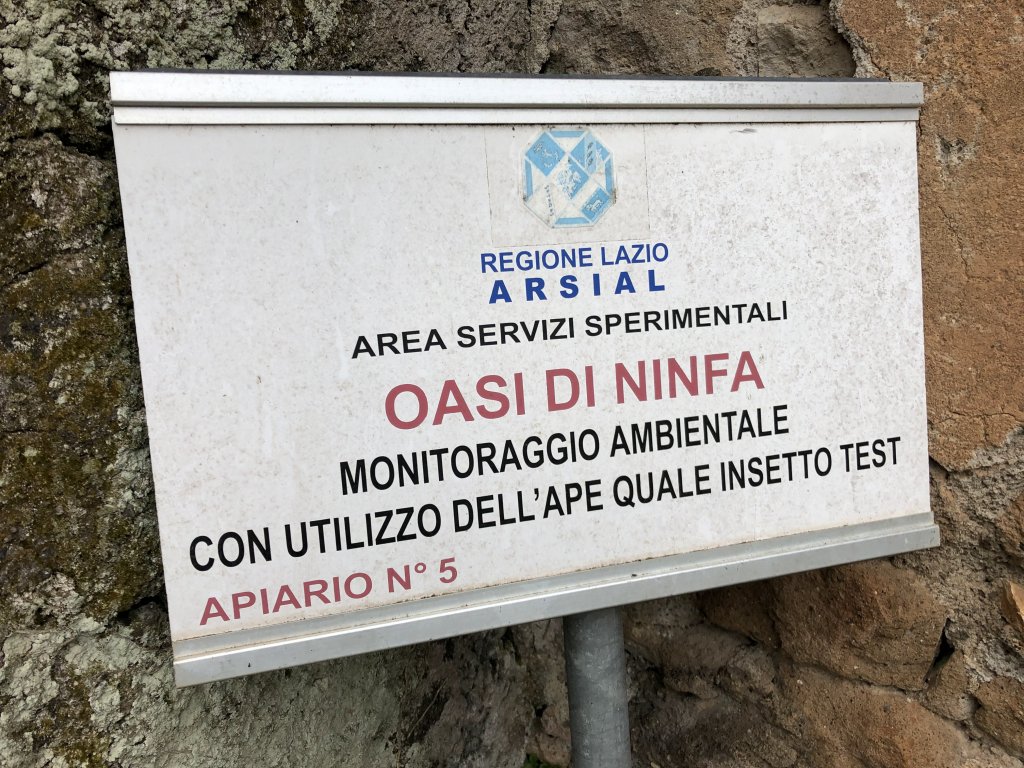 REGIONE LAZIO
ARSIAL
AREA SERVIZI SPERIMENTALI
OASI DI NINFA
MONITORAGGIO AMBIENTALE
CON UTILIZZO DELL'APE QUALE INSETTO TEST
APIARIO N° 5